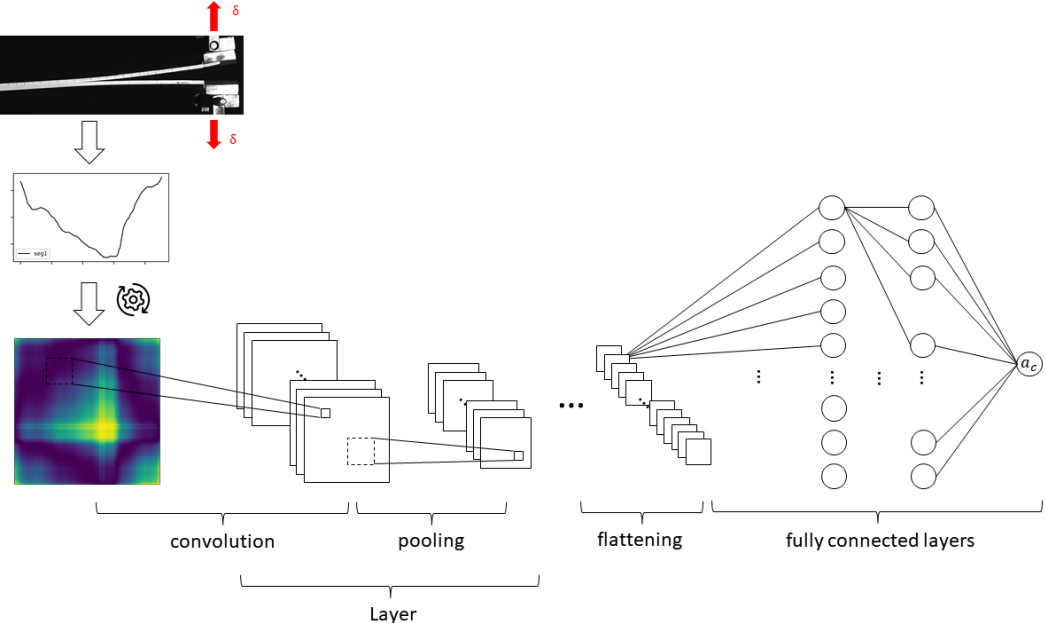 δ
δ
seg1
a_c
convolution
pooling
flattening
fully connected layers
Layer